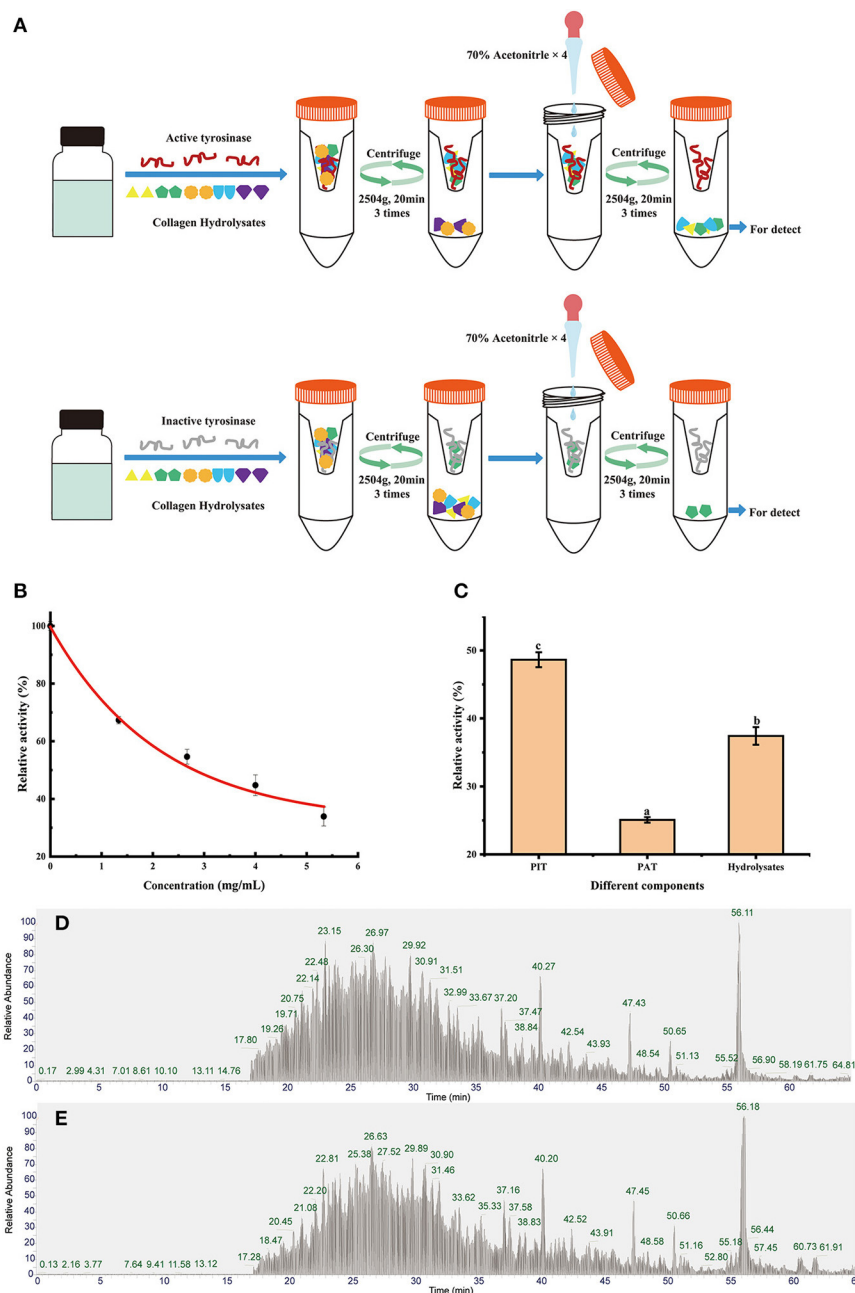 A
70% Acetonitrle × 4
Active tyrosinase
Collagen Hydrolysates
Centrifuge
2504g, 20min
3 times
Centrifuge
2504g, 20min
3 times
For detect
70% Acetonitrle × 4
Inactive tyrosinase
Collagen Hydrolysates
Centrifuge
2504g, 20min
3 times
Centrifuge
2504g, 20min
3 times
For detect
B
Relative activity (%)
100
80
60
40
20
0 1 2 3 4 5 6
Concentration (mg/mL)
C
Relative activity (%)
50
40
30
20
c
a
b
PIT PAT Hydrolysates
Different components
D
Relative Abundance
100
90
80
70
60
50
40
30
20
10
0
0.17 2.99 4.31 7.01 8.61 10.10 13.11 14.76
17.80
19.26
19.71
20.75
22.14
22.48
23.15
26.30
26.97
29.92
30.91
31.51
32.99
33.67
37.20
37.47
38.84
40.27
42.54
43.93
47.43
48.54
50.65
51.13
55.52
56.11
56.90
58.19 61.75 64.81
0 10 20 25 30 35 40 45 50 55 60
Time (min)
E
Relative Abundance
100
90
80
70
60
50
40
30
20
10
0
0.13 2.16 3.77 7.64 9.41 11.58 13.12
17.28
18.47
20.45
21.08
22.20
22.81
25.38
26.63
27.52
29.89
30.90
31.46
33.62
35.33
37.16
37.58
38.83
40.20
42.52
43.91
47.45
48.58
50.66
51.16
52.80
55.18
56.18
56.44
57.45
60.73 61.91
0 5 10 15 20 25 30 35 40 45 50 55 60
Time (min)